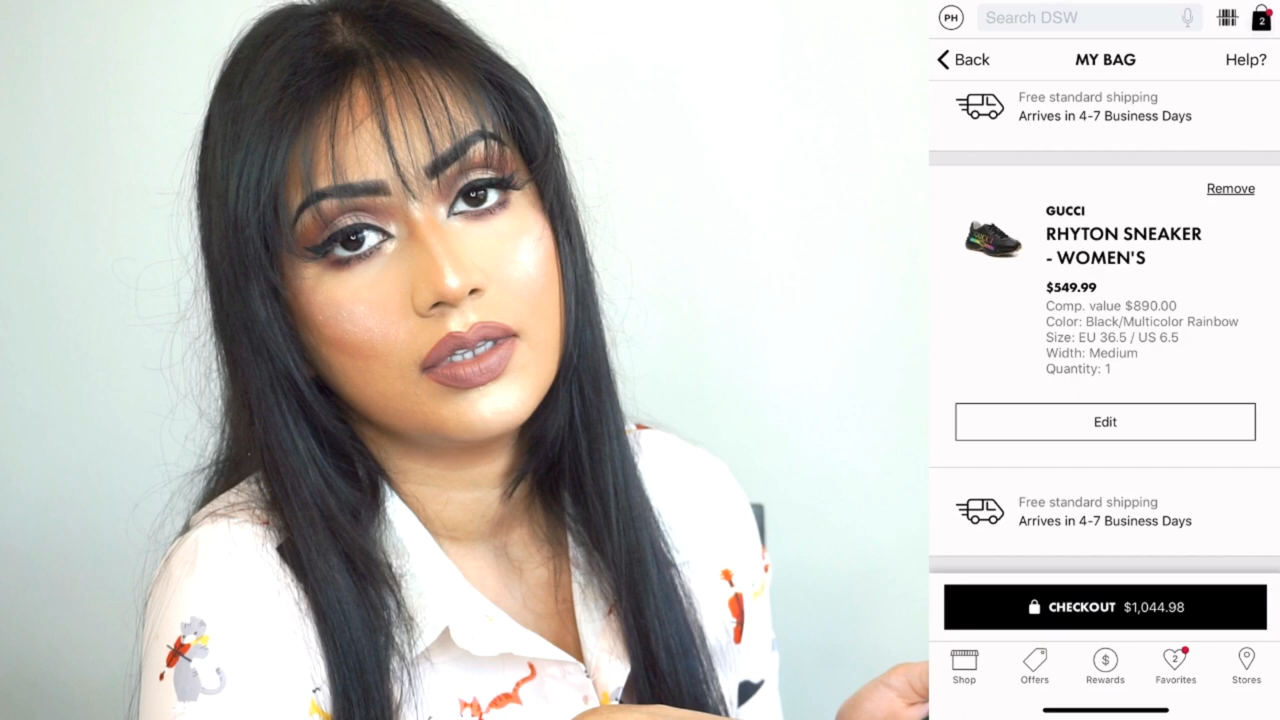 PH
Search DSW
2
Back
MY BAG
Help?
Free standard shipping
Arrives in 4-7 Business Days
Remove
GUCCI
RHYTON SNEAKER
- WOMEN'S
$549.99
Comp. value $890.00
Color: Black/Multicolor Rainbow
Size: EU 36.5 / US 6.5
Width: Medium
Quantity: 1
Edit
Free standard shipping
Arrives in 4-7 Business Days
CHECKOUT $1,044.98
$
2
Shop
Offers
Rewards
Favorites
Stores